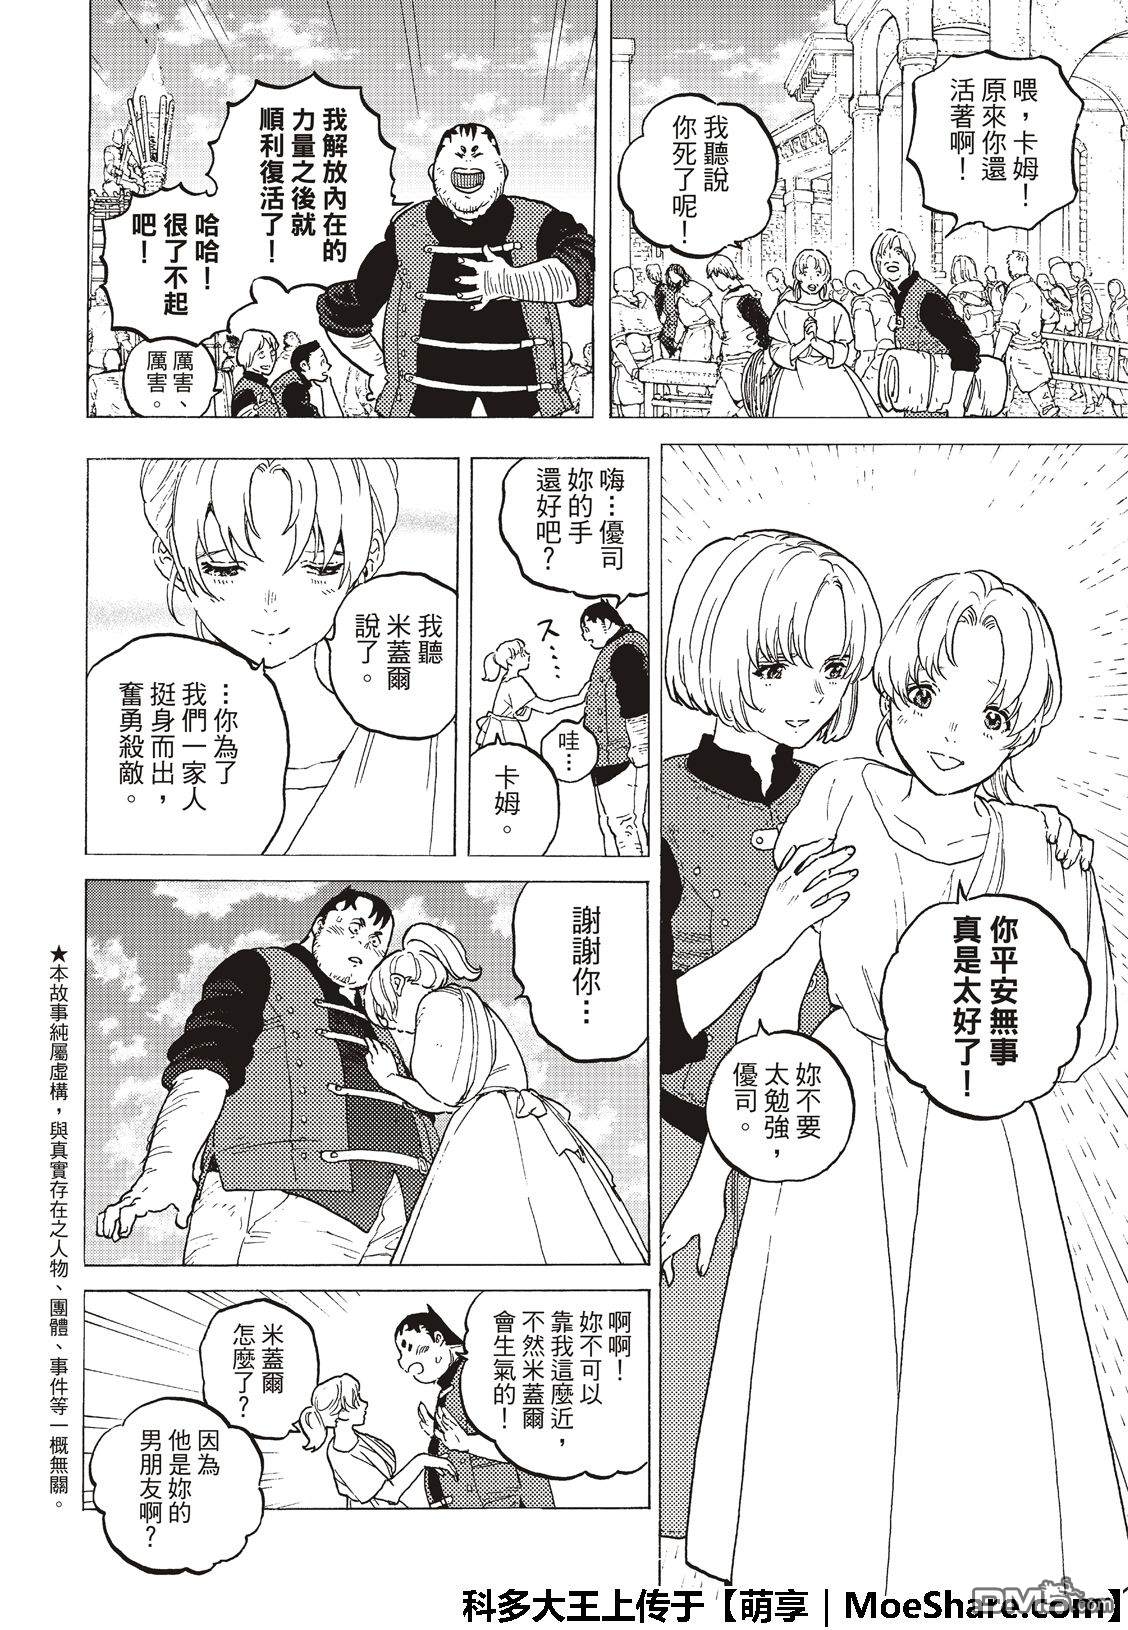 喂，卡姆！
原來你還
活著啊！
我聽說
你死了呢！
我解放內在的
力量之後就
順利復活了！
哈哈！
很了不起
吧！
厲害、
厲害。
你平安無事
真是太好了！
妳不要
太勉強，
優司。
嗨…優司
妳的手
還好吧？
ス…
哇…
卡姆。
我聽
米蓋爾
說了。
…你為了
我們一家人
挺身而出，
奮勇殺敵。
謝謝你…
啊啊！
妳不可以
靠我這麼近，
不然米蓋爾
會生氣的！
米蓋爾
怎麼了？
因為
他是妳的
男朋友啊？
★本故事純屬虛構，與真實存在之人物、團體、事件等一概無關。
科多大王上传于【萌享｜MoeShare.com】